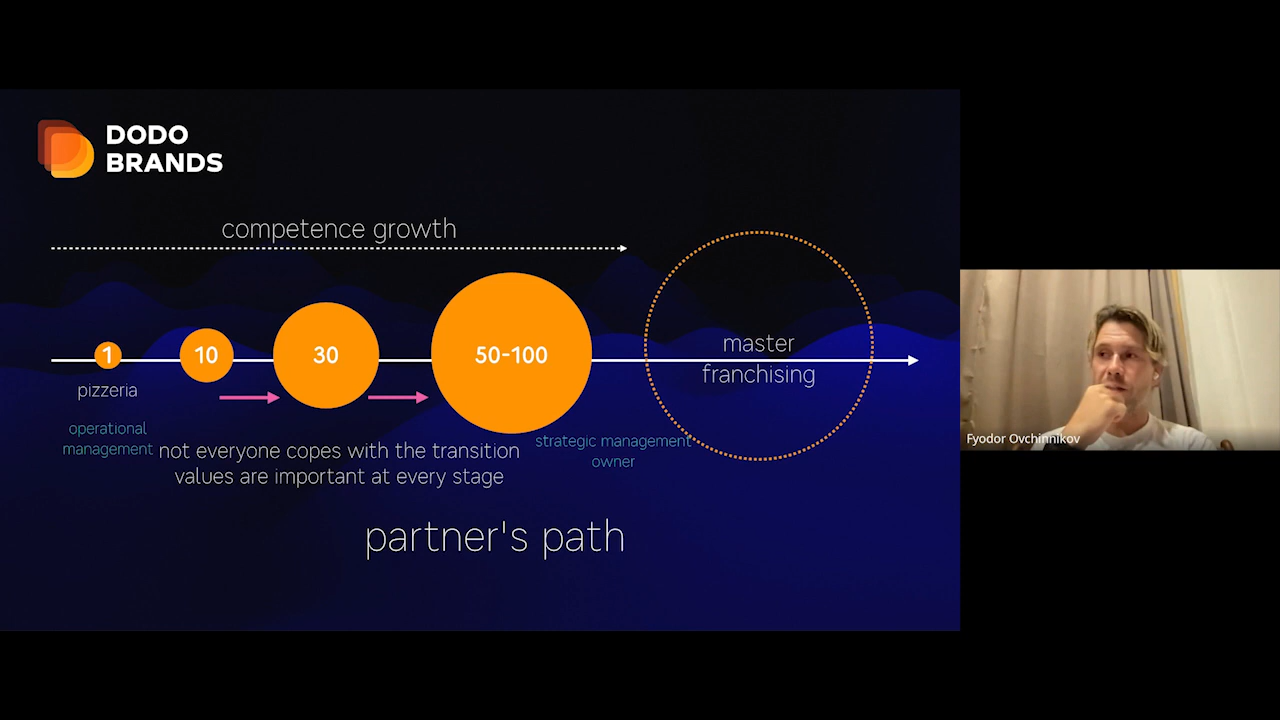 DODO
BRANDS
competence growth
1
10
30
50-100
master
franchising
pizzeria
operational
management
not everyone copes with the transition
values are important at every stage
strategic management
owner
partner's path
Fyodor Ovchinnikov